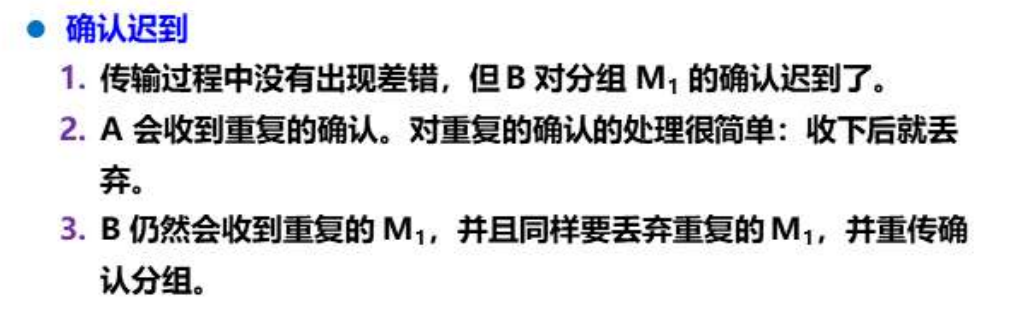 ● 确认迟到
1. 传输过程中没有出现差错，但 B 对分组 M₁ 的确认迟到了。
2. A 会收到重复的确认。对重复的确认的处理很简单：收下后就丢
弃。
3. B 仍然会收到重复的 M₁，并且同样要丢弃重复的 M₁，并重传确
认分组。